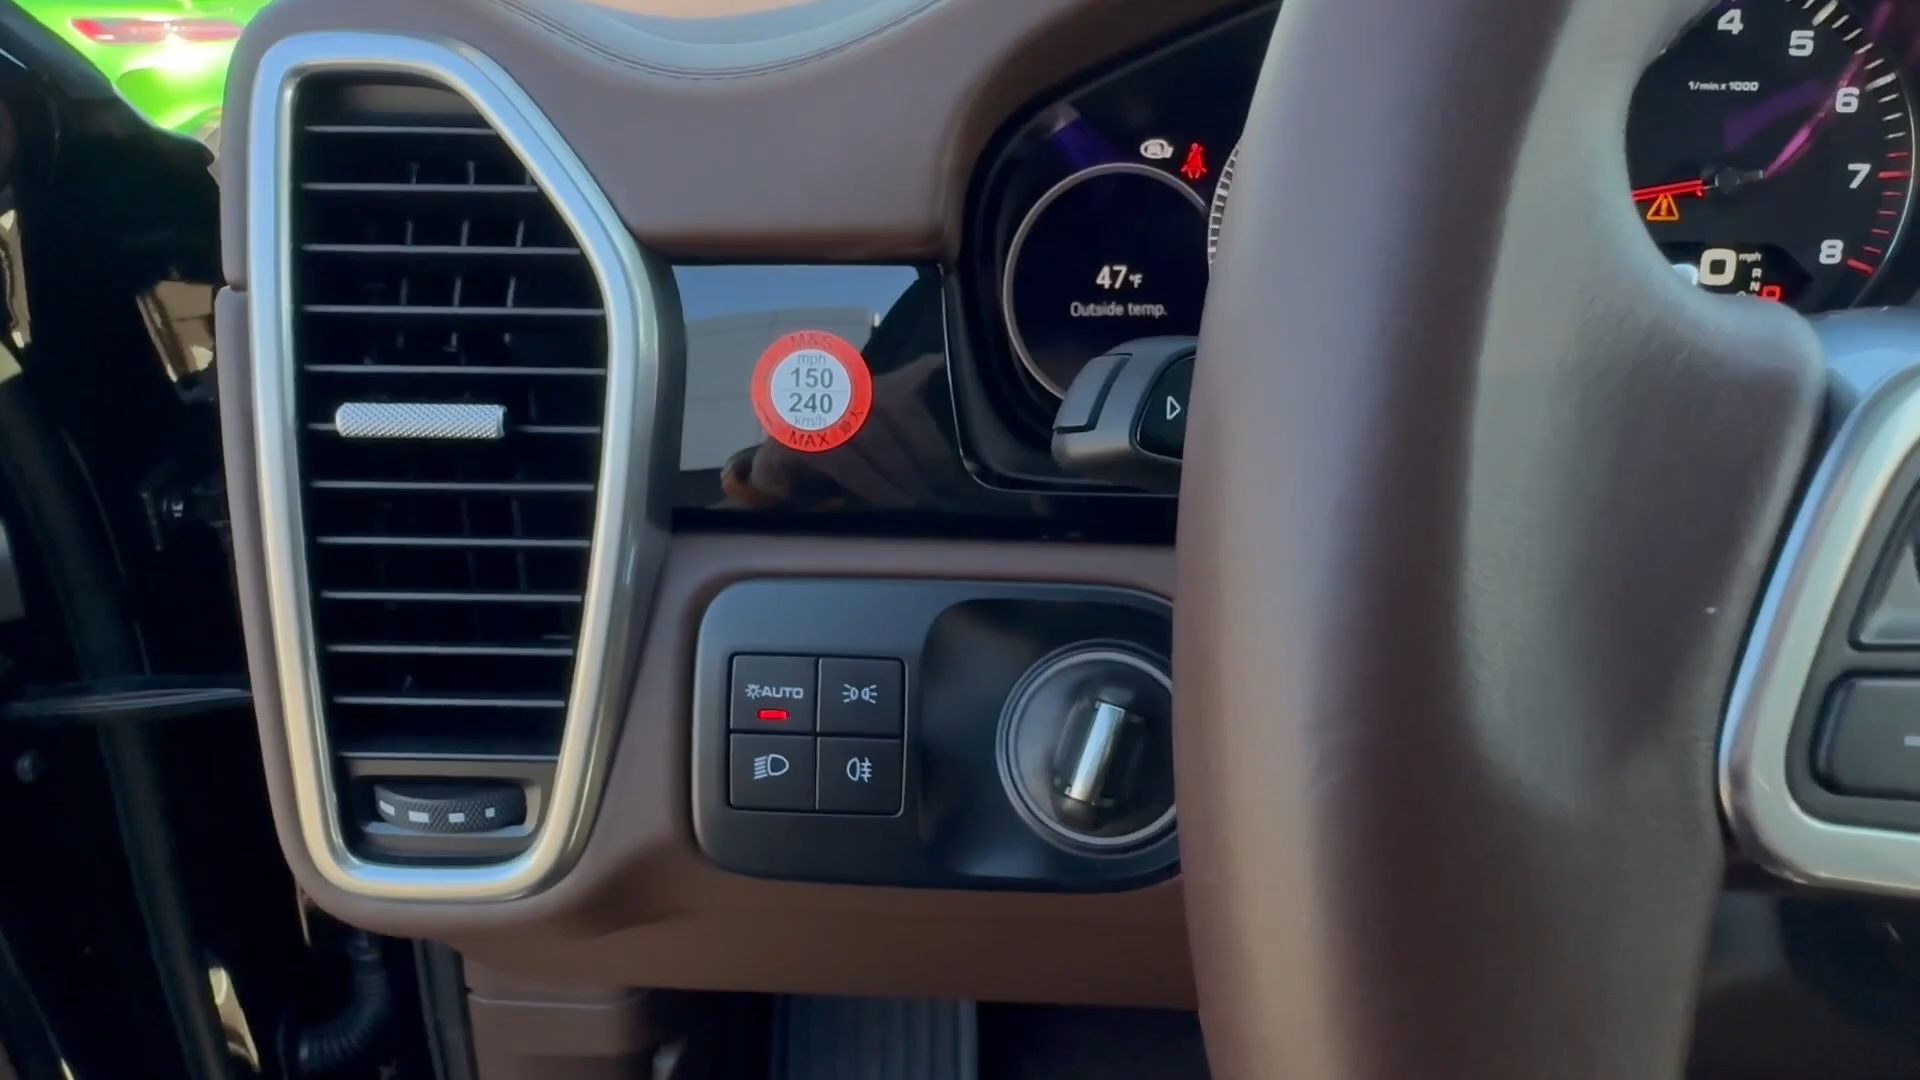 4
5
1/min x 1000
6
7
8
0 mph
R
N
47°F
Outside temp.
M&S
mph
150
240
km/h
MAX
AUTO